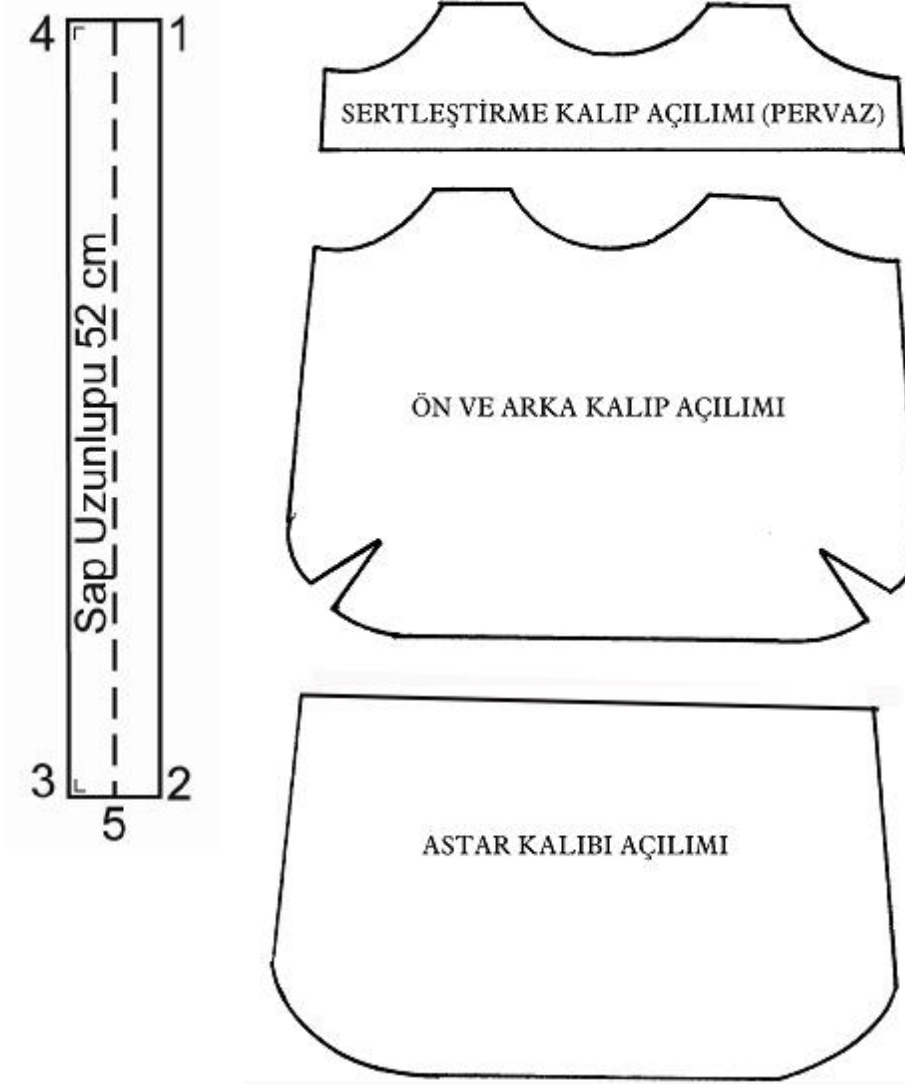 4 1
Sap Uzunlupu 52 cm
3 2
5
SERTLEŞTİRME KALIP AÇILIMI (PERVAZ)
ÖN VE ARKA KALIP AÇILIMI
ASTAR KALIBI AÇILIMI